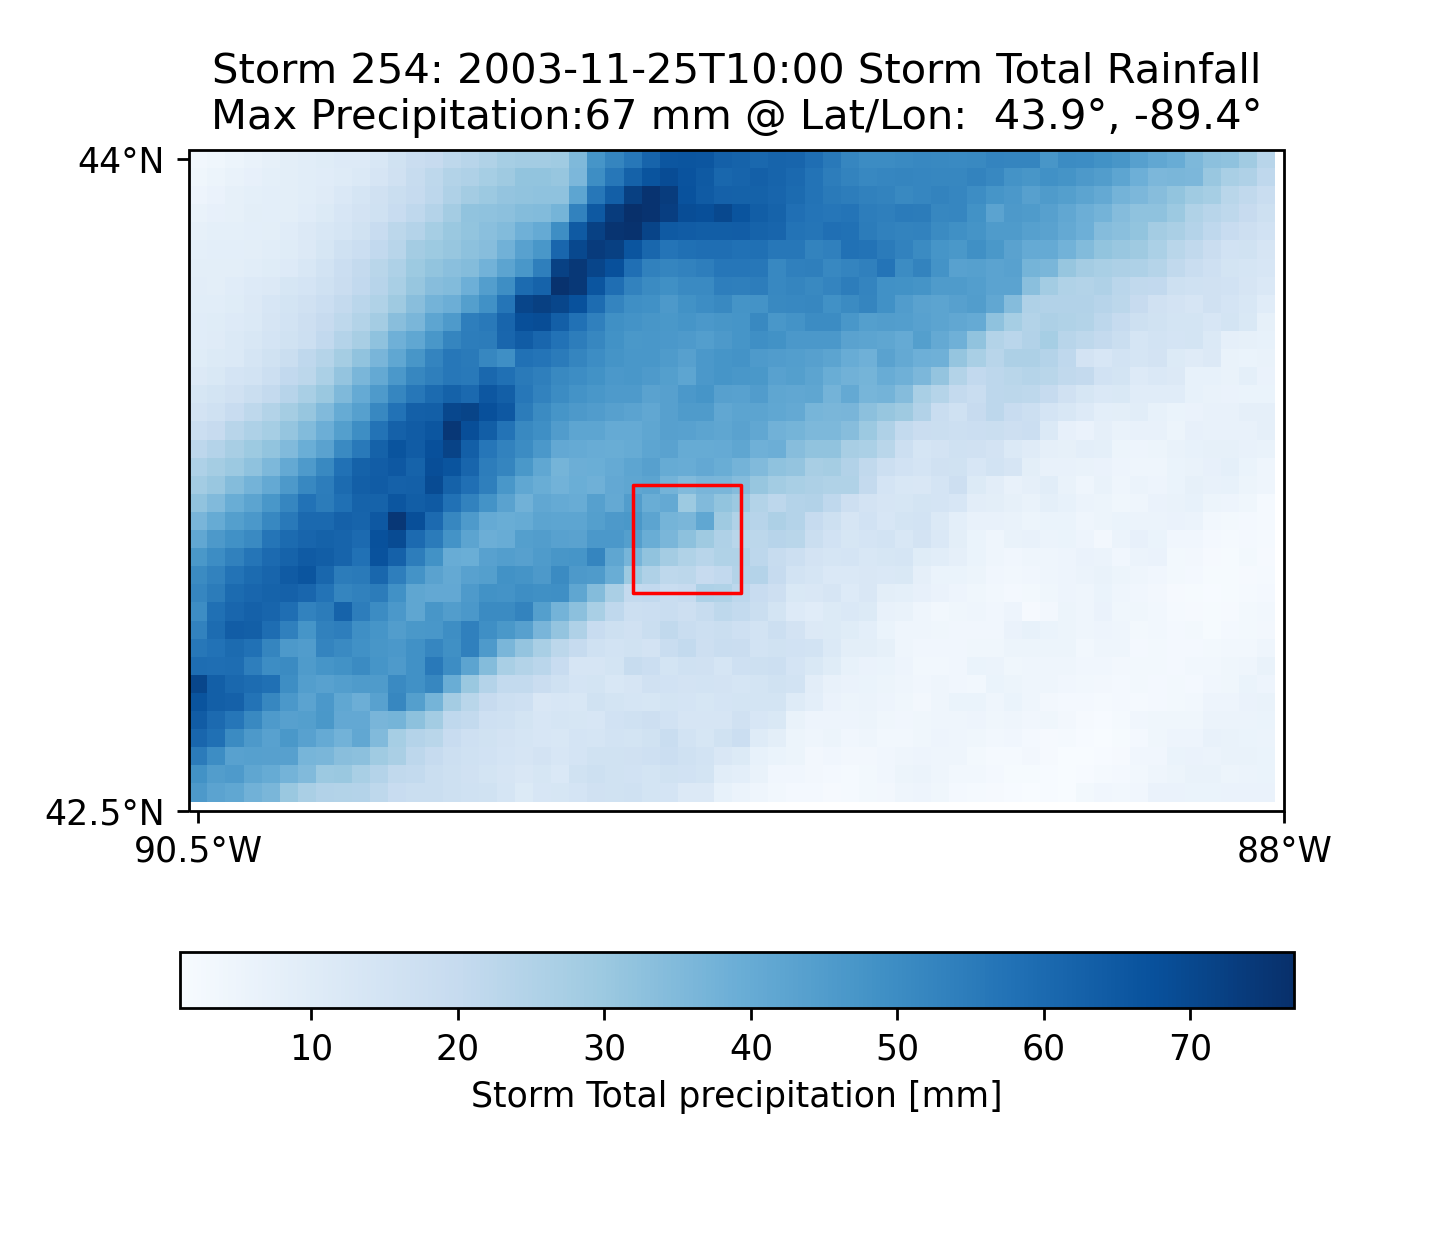 Storm 254: 2003-11-25T10:00 Storm Total Rainfall
Max Precipitation:67 mm @ Lat/Lon:  43.9°, -89.4°
44°N
42.5°N
90.5°W
88°W
10 20 30 40 50 60 70
Storm Total precipitation [mm]